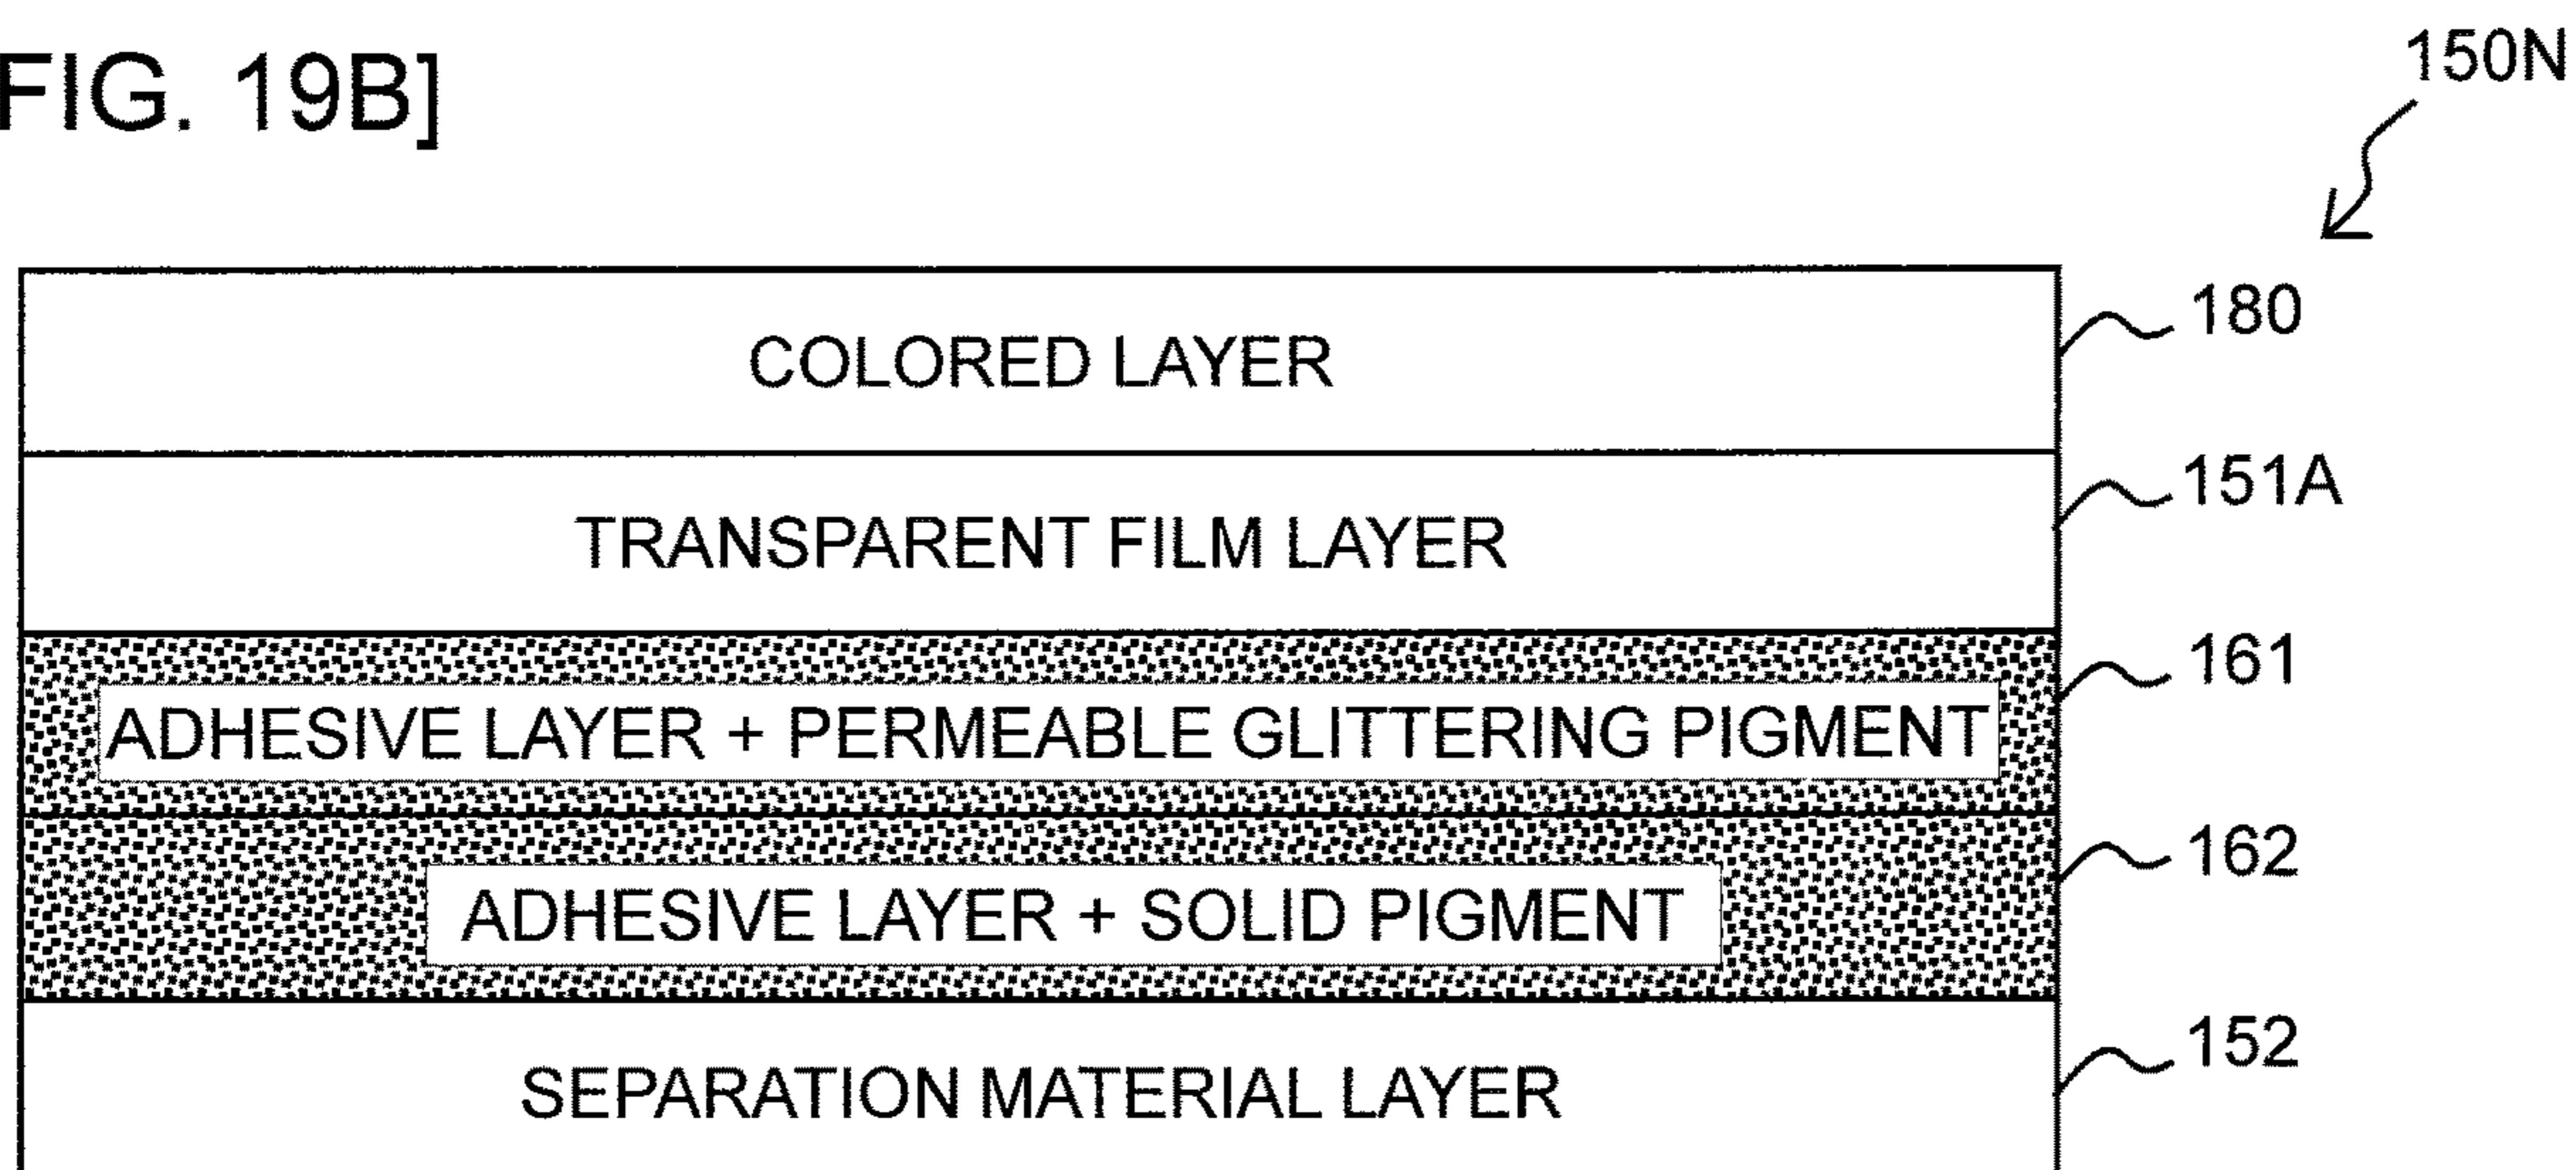 FIG. 19B]
150N
COLORED LAYER
180
TRANSPARENT FILM LAYER
151A
ADHESIVE LAYER + PERMEABLE GLITTERING PIGMENT
161
ADHESIVE LAYER + SOLID PIGMENT
162
SEPARATION MATERIAL LAYER
152